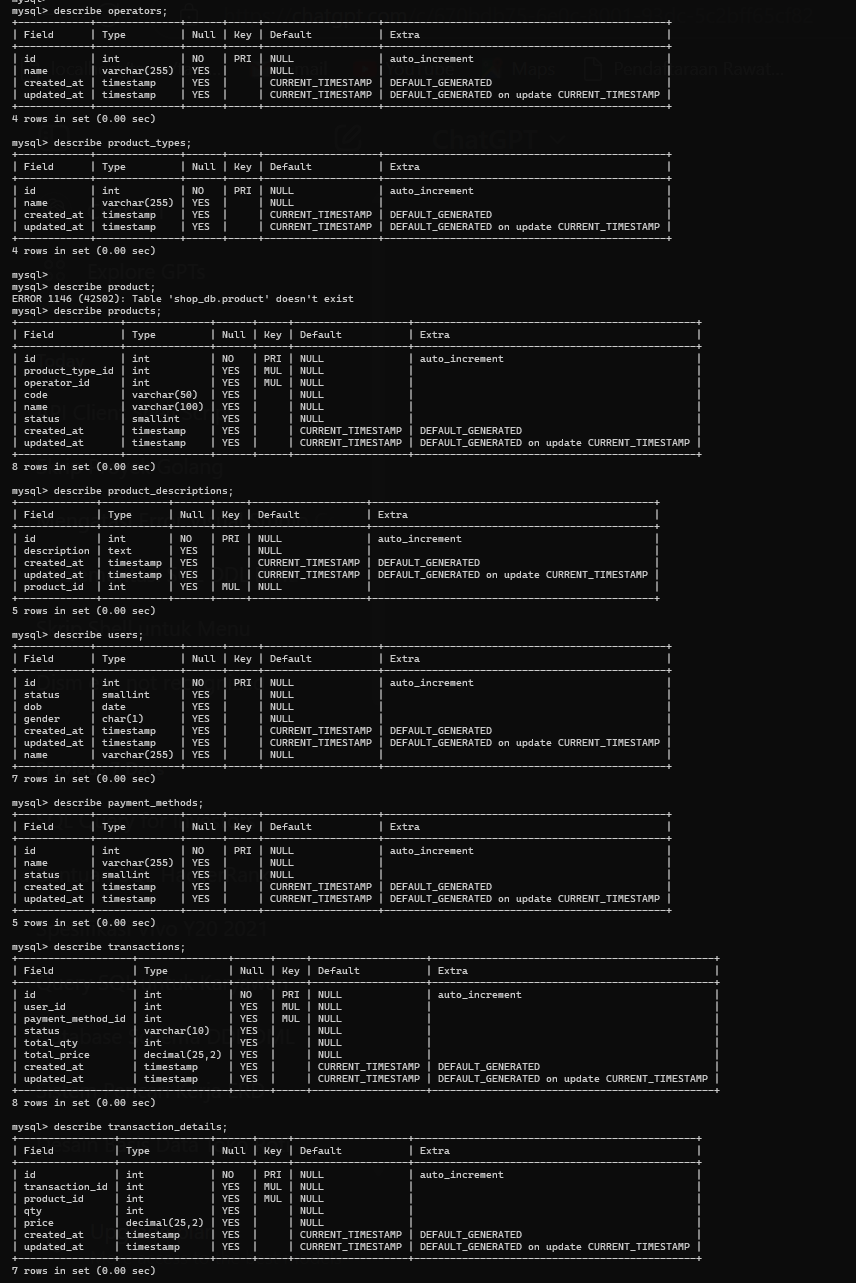 mysql> describe operators;
+------------+--------------+------+-----+-------------------+-----------------------------------------------+
| Field      | Type         | Null | Key | Default           | Extra                                         |
+------------+--------------+------+-----+-------------------+-----------------------------------------------+
| id         | int          | NO   | PRI | NULL              | auto_increment                                |
| name       | varchar(255) | YES  |     | NULL              |                                               |
| created_at | timestamp    | YES  |     | CURRENT_TIMESTAMP | DEFAULT_GENERATED                             |
| updated_at | timestamp    | YES  |     | CURRENT_TIMESTAMP | DEFAULT_GENERATED on update CURRENT_TIMESTAMP |
+------------+--------------+------+-----+-------------------+-----------------------------------------------+
4 rows in set (0.00 sec)
mysql> describe product_types;
+------------+--------------+------+-----+-------------------+-----------------------------------------------+
| Field      | Type         | Null | Key | Default           | Extra                                         |
+------------+--------------+------+-----+-------------------+-----------------------------------------------+
| id         | int          | NO   | PRI | NULL              | auto_increment                                |
| name       | varchar(255) | YES  |     | NULL              |                                               |
| created_at | timestamp    | YES  |     | CURRENT_TIMESTAMP | DEFAULT_GENERATED                             |
| updated_at | timestamp    | YES  |     | CURRENT_TIMESTAMP | DEFAULT_GENERATED on update CURRENT_TIMESTAMP |
+------------+--------------+------+-----+-------------------+-----------------------------------------------+
4 rows in set (0.00 sec)
mysql>
mysql> describe product;
ERROR 1146 (42S02): Table 'shop_db.product' doesn't exist
mysql> describe products;
+-----------------+--------------+------+-----+-------------------+-----------------------------------------------+
| Field           | Type         | Null | Key | Default           | Extra                                         |
+-----------------+--------------+------+-----+-------------------+-----------------------------------------------+
| id              | int          | NO   | PRI | NULL              | auto_increment                                |
| product_type_id | int          | YES  | MUL | NULL              |                                               |
| operator_id     | int          | YES  | MUL | NULL              |                                               |
| code            | varchar(50)  | YES  |     | NULL              |                                               |
| name            | varchar(100) | YES  |     | NULL              |                                               |
| status          | smallint     | YES  |     | NULL              |                                               |
| created_at      | timestamp    | YES  |     | CURRENT_TIMESTAMP | DEFAULT_GENERATED                             |
| updated_at      | timestamp    | YES  |     | CURRENT_TIMESTAMP | DEFAULT_GENERATED on update CURRENT_TIMESTAMP |
+-----------------+--------------+------+-----+-------------------+-----------------------------------------------+
8 rows in set (0.00 sec)
mysql> describe product_descriptions;
+-------------+-----------+------+-----+-------------------+-----------------------------------------------+
| Field       | Type      | Null | Key | Default           | Extra                                         |
+-------------+-----------+------+-----+-------------------+-----------------------------------------------+
| id          | int       | NO   | PRI | NULL              | auto_increment                                |
| description | text      | YES  |     | NULL              |                                               |
| created_at  | timestamp | YES  |     | CURRENT_TIMESTAMP | DEFAULT_GENERATED                             |
| updated_at  | timestamp | YES  |     | CURRENT_TIMESTAMP | DEFAULT_GENERATED on update CURRENT_TIMESTAMP |
| product_id  | int       | YES  | MUL | NULL              |                                               |
+-------------+-----------+------+-----+-------------------+-----------------------------------------------+
5 rows in set (0.00 sec)
mysql> describe users;
+------------+--------------+------+-----+-------------------+-----------------------------------------------+
| Field      | Type         | Null | Key | Default           | Extra                                         |
+------------+--------------+------+-----+-------------------+-----------------------------------------------+
| id         | int          | NO   | PRI | NULL              | auto_increment                                |
| status     | smallint     | YES  |     | NULL              |                                               |
| dob        | date         | YES  |     | NULL              |                                               |
| gender     | char(1)      | YES  |     | NULL              |                                               |
| created_at | timestamp    | YES  |     | CURRENT_TIMESTAMP | DEFAULT_GENERATED                             |
| updated_at | timestamp    | YES  |     | CURRENT_TIMESTAMP | DEFAULT_GENERATED on update CURRENT_TIMESTAMP |
| name       | varchar(255) | YES  |     | NULL              |                                               |
+------------+--------------+------+-----+-------------------+-----------------------------------------------+
7 rows in set (0.00 sec)
mysql> describe payment_methods;
+------------+--------------+------+-----+-------------------+-----------------------------------------------+
| Field      | Type         | Null | Key | Default           | Extra                                         |
+------------+--------------+------+-----+-------------------+-----------------------------------------------+
| id         | int          | NO   | PRI | NULL              | auto_increment                                |
| name       | varchar(255) | YES  |     | NULL              |                                               |
| status     | smallint     | YES  |     | NULL              |                                               |
| created_at | timestamp    | YES  |     | CURRENT_TIMESTAMP | DEFAULT_GENERATED                             |
| updated_at | timestamp    | YES  |     | CURRENT_TIMESTAMP | DEFAULT_GENERATED on update CURRENT_TIMESTAMP |
+------------+--------------+------+-----+-------------------+-----------------------------------------------+
5 rows in set (0.00 sec)
mysql> describe transactions;
+-------------------+---------------+------+-----+-------------------+-----------------------------------------------+
| Field             | Type          | Null | Key | Default           | Extra                                         |
+-------------------+---------------+------+-----+-------------------+-----------------------------------------------+
| id                | int           | NO   | PRI | NULL              | auto_increment                                |
| user_id           | int           | YES  | MUL | NULL              |                                               |
| payment_method_id | int           | YES  | MUL | NULL              |                                               |
| status            | varchar(10)   | YES  |     | NULL              |                                               |
| total_qty         | int           | YES  |     | NULL              |                                               |
| total_price       | decimal(25,2) | YES  |     | NULL              |                                               |
| created_at        | timestamp     | YES  |     | CURRENT_TIMESTAMP | DEFAULT_GENERATED                             |
| updated_at        | timestamp     | YES  |     | CURRENT_TIMESTAMP | DEFAULT_GENERATED on update CURRENT_TIMESTAMP |
+-------------------+---------------+------+-----+-------------------+-----------------------------------------------+
8 rows in set (0.00 sec)
mysql> describe transaction_details;
+----------------+---------------+------+-----+-------------------+-----------------------------------------------+
| Field          | Type          | Null | Key | Default           | Extra                                         |
+----------------+---------------+------+-----+-------------------+-----------------------------------------------+
| id             | int           | NO   | PRI | NULL              | auto_increment                                |
| transaction_id | int           | YES  | MUL | NULL              |                                               |
| product_id     | int           | YES  | MUL | NULL              |                                               |
| qty            | int           | YES  |     | NULL              |                                               |
| price          | decimal(25,2) | YES  |     | NULL              |                                               |
| created_at     | timestamp     | YES  |     | CURRENT_TIMESTAMP | DEFAULT_GENERATED                             |
| updated_at     | timestamp     | YES  |     | CURRENT_TIMESTAMP | DEFAULT_GENERATED on update CURRENT_TIMESTAMP |
+----------------+---------------+------+-----+-------------------+-----------------------------------------------+
7 rows in set (0.00 sec)